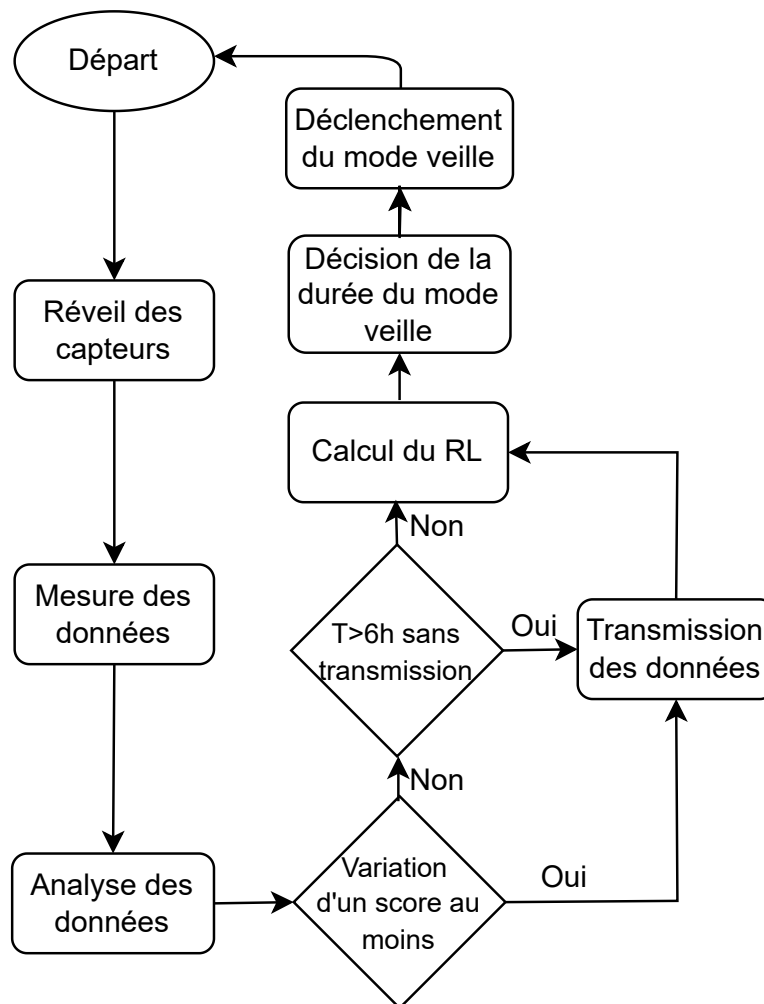 Départ
Réveil des
capteurs
Mesure des
données
Analyse des
données
Variation
d'un score au
moins
Oui
Non
T>6h sans
transmission
Oui
Non
Transmission
des données
Calcul du RL
Décision de la
durée du mode
veille
Déclenchement
du mode veille